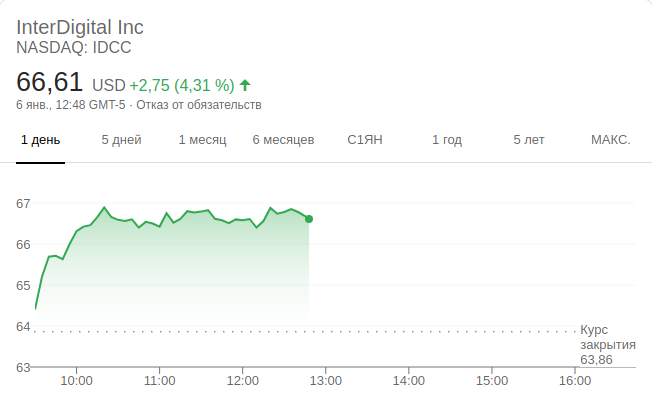 InterDigital Inc
NASDAQ: IDCC
66,61 USD +2,75 (4,31 %)
6 янв., 12:48 GMT-5 · Отказ от обязательств
1 день 5 дней 1 месяц 6 месяцев С1ЯН 1 год 5 лет МАКС.
67
66
65
64
63
Курс
закрытия
63,86
10:00 11:00 12:00 13:00 14:00 15:00 16:00